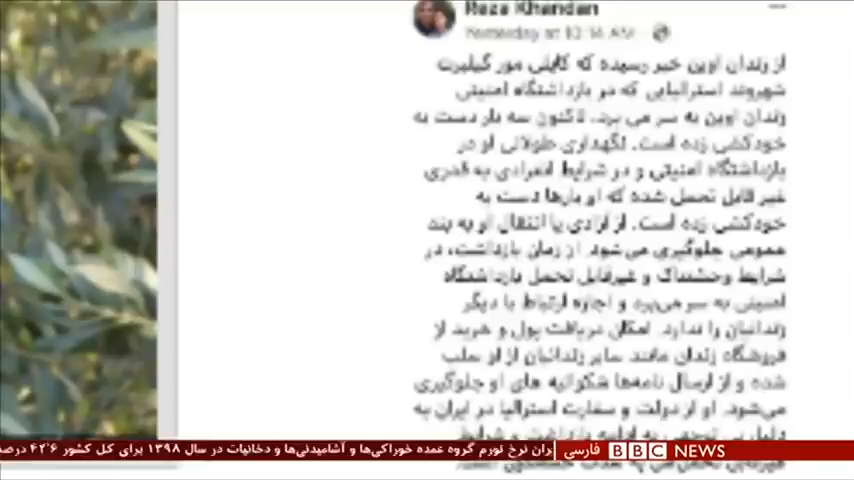 Reza Khandan
Yesterday at 12:16 AM
از زندان اوین خبر رسیده که کایلی مور گیلبرت
شهروند استرالیایی که در بازداشتگاه امنیتی
زندان اوین به سر می برد، تاکنون سه بار دست به
خودکشی زده است. نگهداری طولانی او در
بازداشتگاه امنیتی و در شرایط انفرادی به قدری
غیر قابل تحمل شده که او بارها دست به
خودکشی زده است. از آزادی یا انتقال او به بند
عمومی جلوگیری می‌شود. از زمان بازداشت، در
شرایط وحشتناک و غیرقابل تحمل بازداشتگاه
امنیتی به سر می‌برد و اجازه ارتباط با دیگر
زندانیان را ندارد. امکان دریافت پول و خرید از
فروشگاه زندان مانند سایر زندانیان از او سلب
شده و از ارسال نامه‌ها شکوائیه های او جلوگیری
می‌شود. او از دولت و سفارت استرالیا در ایران به
یران نرخ تورم گروه عمده خوراکی‌ها و آشامیدنی‌ها و دخانیات در سال ۱۳۹۸ برای کل کشور ۴۲٬۶ درصد
BBC NEWS فارسی